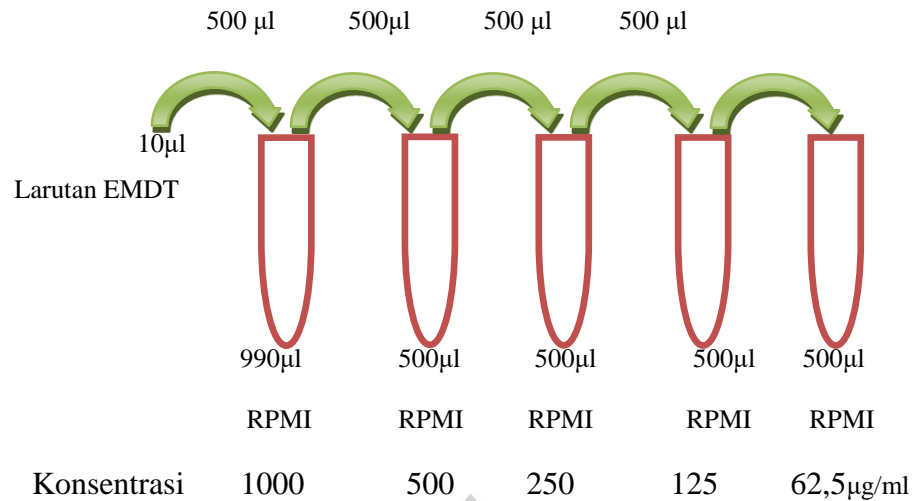 500 µl 500µl 500 µl 500 µl
10µl
Larutan EMDT
990µl 500µl 500µl 500µl 500µl
RPMI RPMI RPMI RPMI RPMI
Konsentrasi 1000 500 250 125 62,5µg/ml